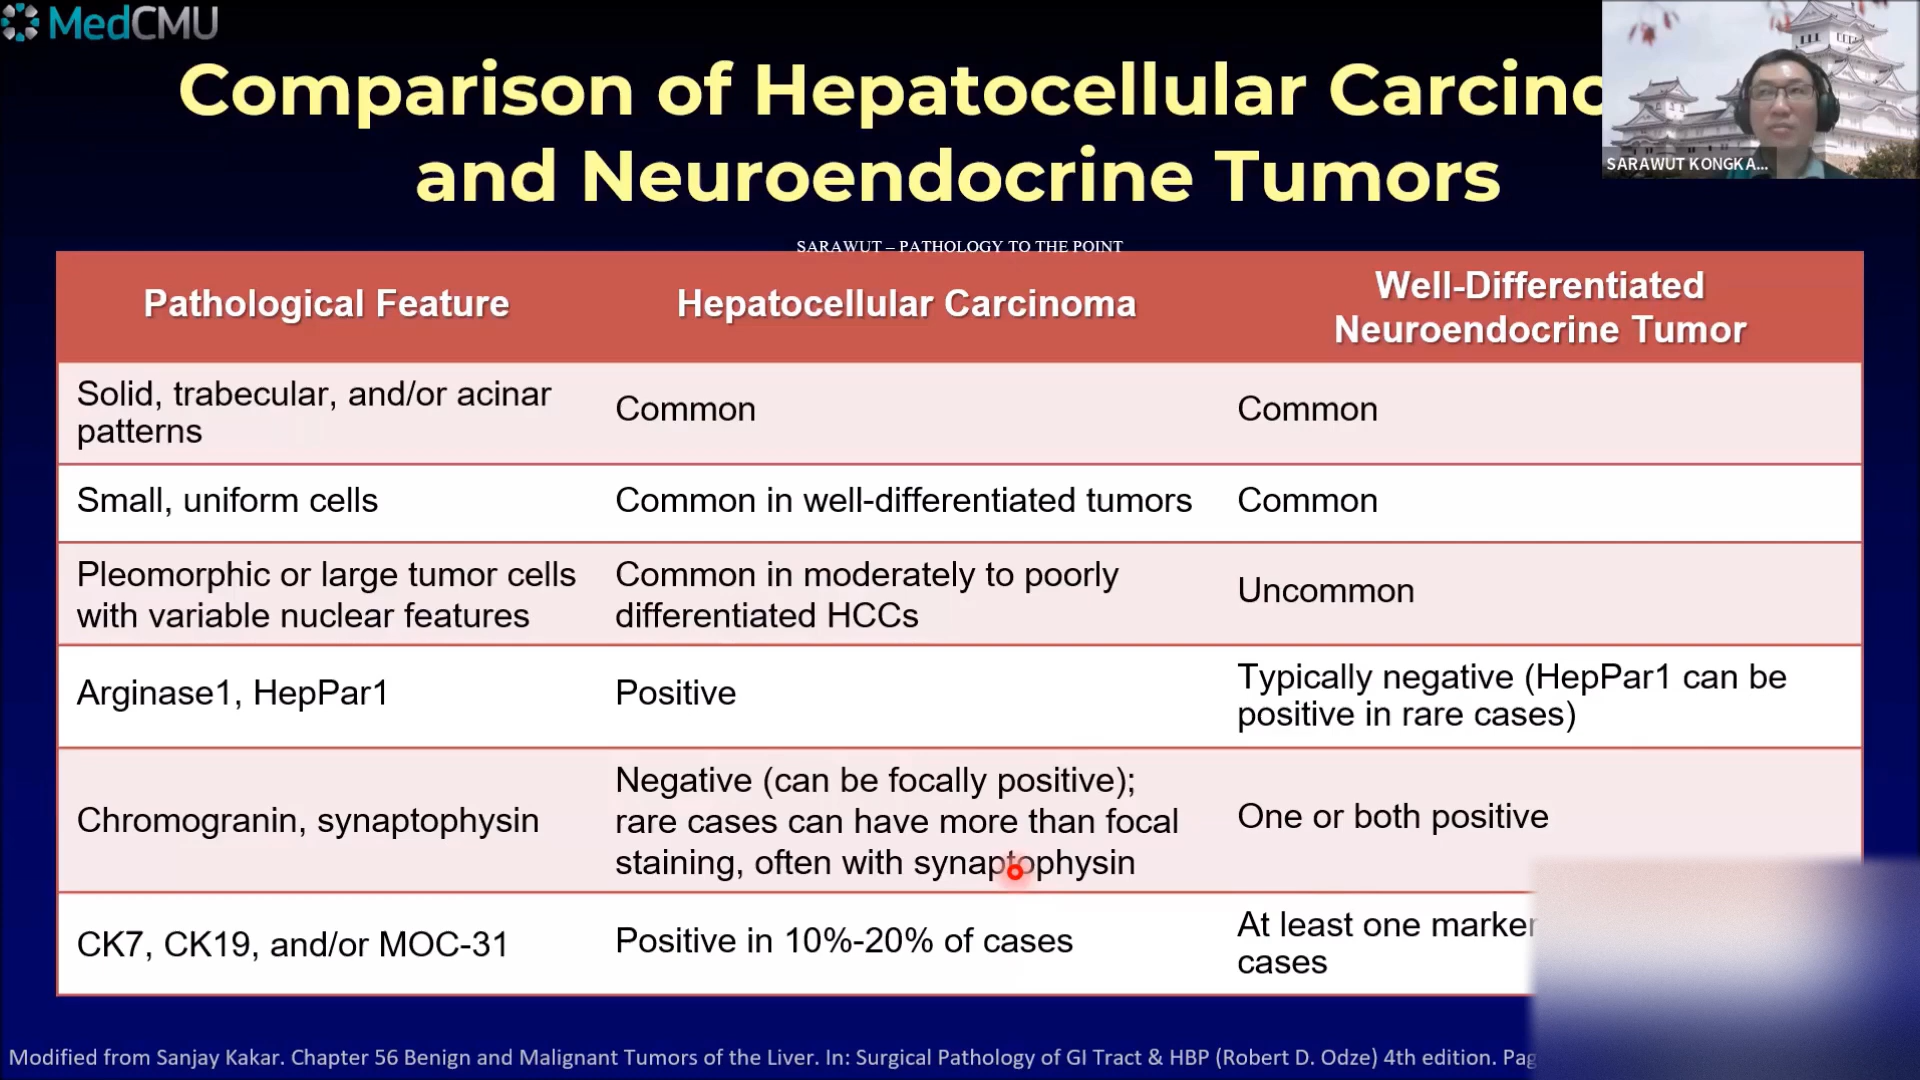 MedCMU
Comparison of Hepatocellular Carcino
and Neuroendocrine Tumors
SARAWUT KONGKA...
SARAWUT – PATHOLOGY TO THE POINT
Pathological Feature
Hepatocellular Carcinoma
Well-Differentiated
Neuroendocrine Tumor
Solid, trabecular, and/or acinar
patterns
Common
Common
Small, uniform cells
Common in well-differentiated tumors
Common
Pleomorphic or large tumor cells
with variable nuclear features
Common in moderately to poorly
differentiated HCCs
Uncommon
Arginase1, HepPar1
Positive
Typically negative (HepPar1 can be
positive in rare cases)
Chromogranin, synaptophysin
Negative (can be focally positive);
rare cases can have more than focal
staining, often with synaptophysin
One or both positive
CK7, CK19, and/or MOC-31
Positive in 10%-20% of cases
At least one marker
cases
Modified from Sanjay Kakar. Chapter 56 Benign and Malignant Tumors of the Liver. In: Surgical Pathology of GI Tract & HBP (Robert D. Odze) 4th edition.